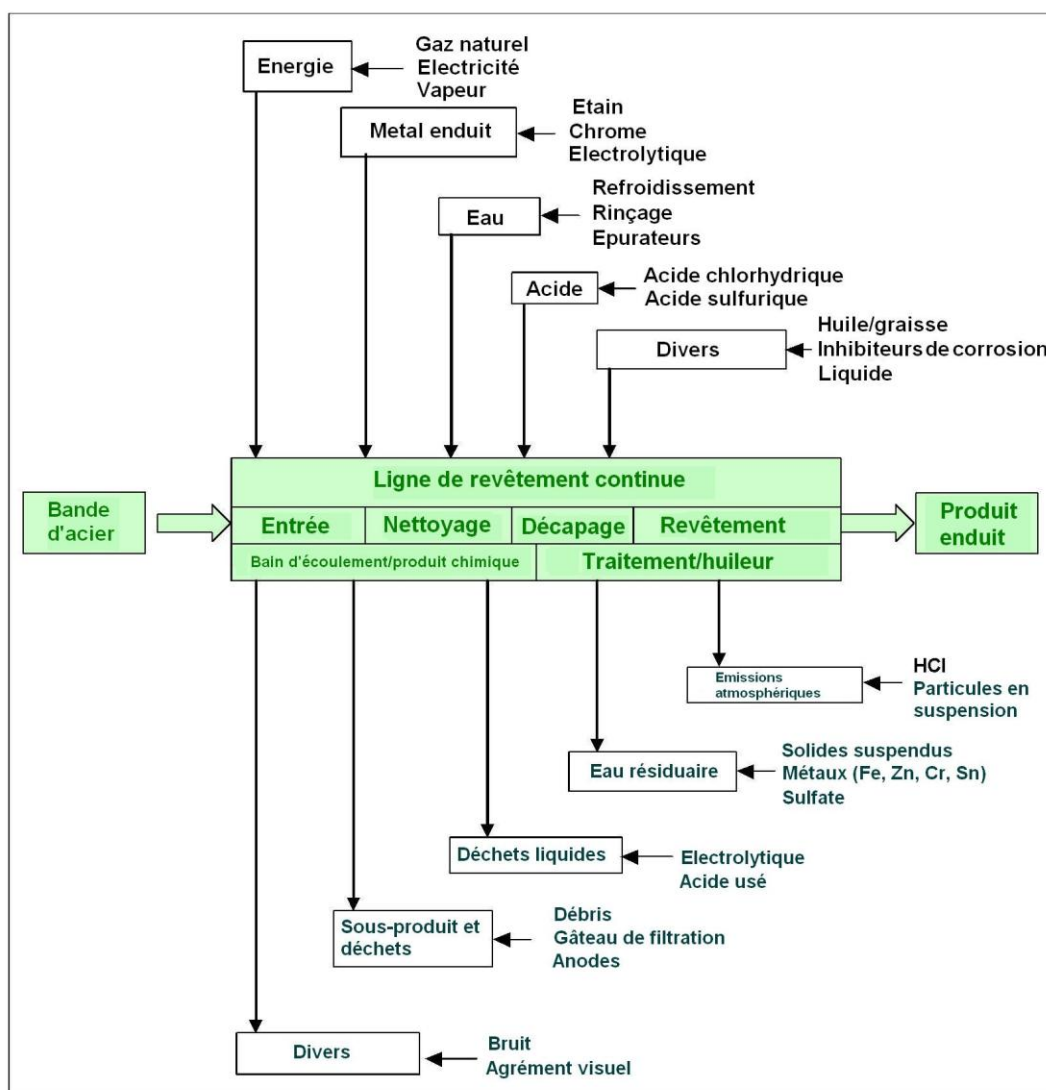 Energie
Gaz naturel
Electricité
Vapeur
Metal enduit
Etain
Chrome
Electrolytique
Eau
Refroidissement
Rinçage
Epurateurs
Acide
Acide chlorhydrique
Acide sulfurique
Divers
Huile/graisse
Inhibiteurs de corrosion
Liquide
Bande
d'acier
Ligne de revêtement continue
Entrée
Nettoyage
Décapage
Revêtement
Bain d'écoulement/produit chimique
Traitement/huileur
Produit
enduit
Emissions
atmosphériques
HCl
Particules en
suspension
Eau résiduaire
Solides suspendus
Métaux (Fe, Zn, Cr, Sn)
Sulfate
Déchets liquides
Electrolytique
Acide usé
Sous-produit et
déchets
Débris
Gâteau de filtration
Anodes
Divers
Bruit
Agrément visuel